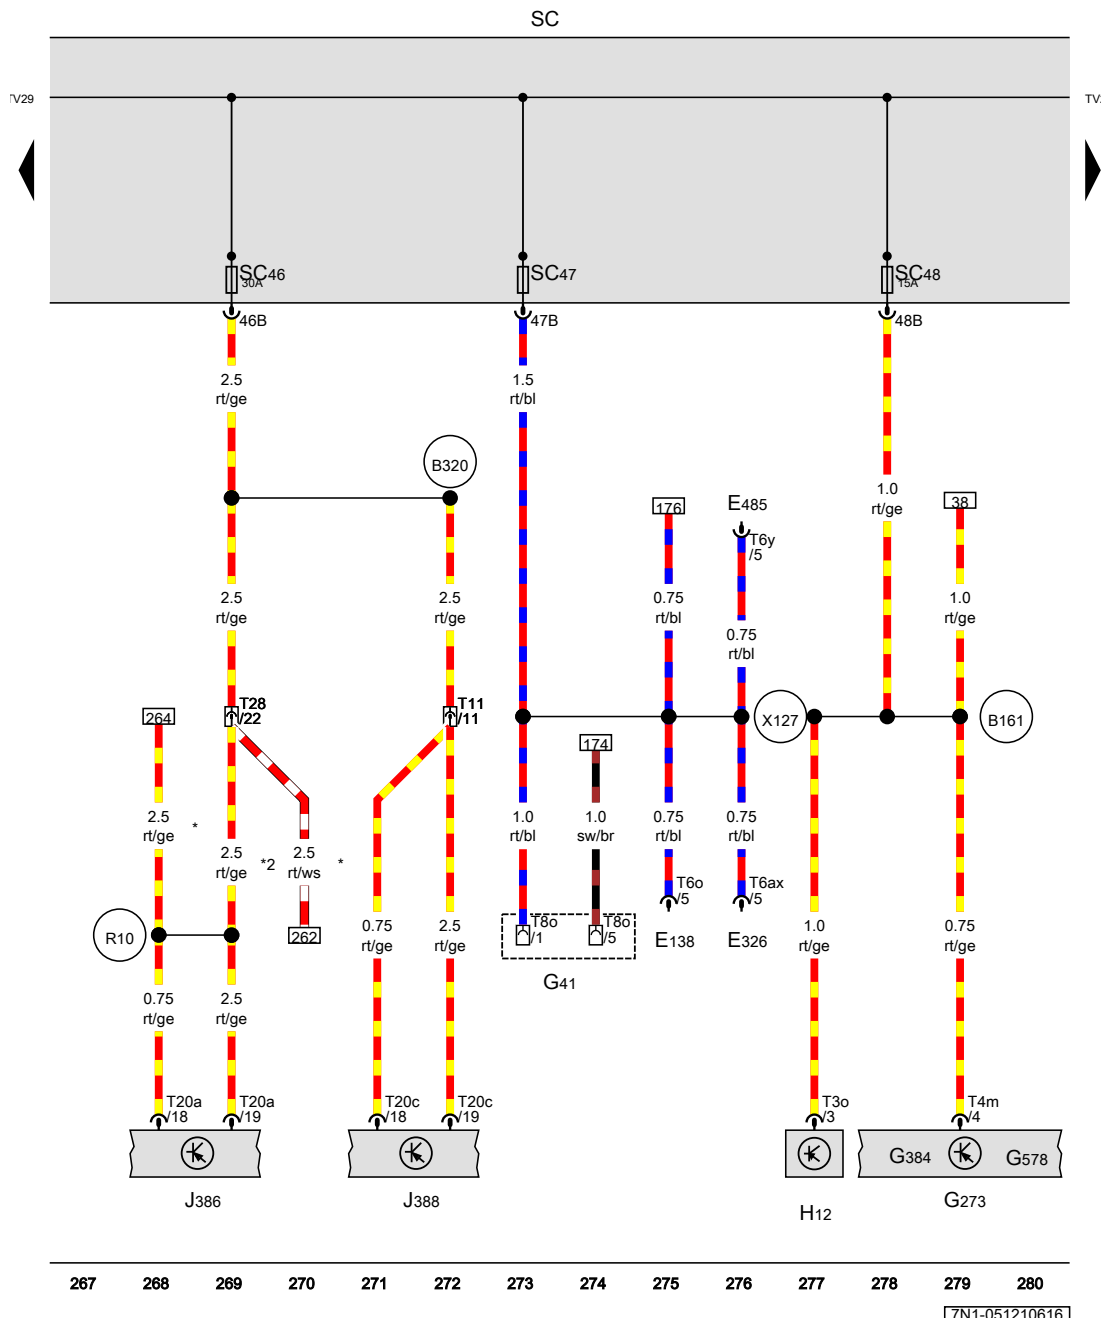 SC
TV29
SC46
30A
SC47
SC48
15A
46B
47B
48B
2.5
rt/ge
1.5
rt/bl
B320
1.0
rt/ge
176
E485
38
T6y
/5
2.5
rt/ge
2.5
rt/ge
0.75
rt/bl
0.75
rt/bl
1.0
rt/ge
264
T28
/22
T11
/11
X127
B161
174
2.5
rt/ge
*
2.5
rt/ge
*2
2.5
rt/ws
*
1.0
rt/bl
1.0
sw/br
0.75
rt/bl
0.75
rt/bl
T6o
/5
T6ax
/5
R10
262
0.75
rt/ge
2.5
rt/ge
T8o
/1
T8o
/5
E138
E326
1.0
rt/ge
0.75
rt/ge
G41
0.75
rt/ge
2.5
rt/ge
T20a
/18
T20a
/19
T20c
/18
T20c
/19
T3o
/3
T4m
/4
G384
G578
J386
J388
H12
G273
267 268 269 270 271 272 273 274 275 276 277 278 279 280
7N1-051210616